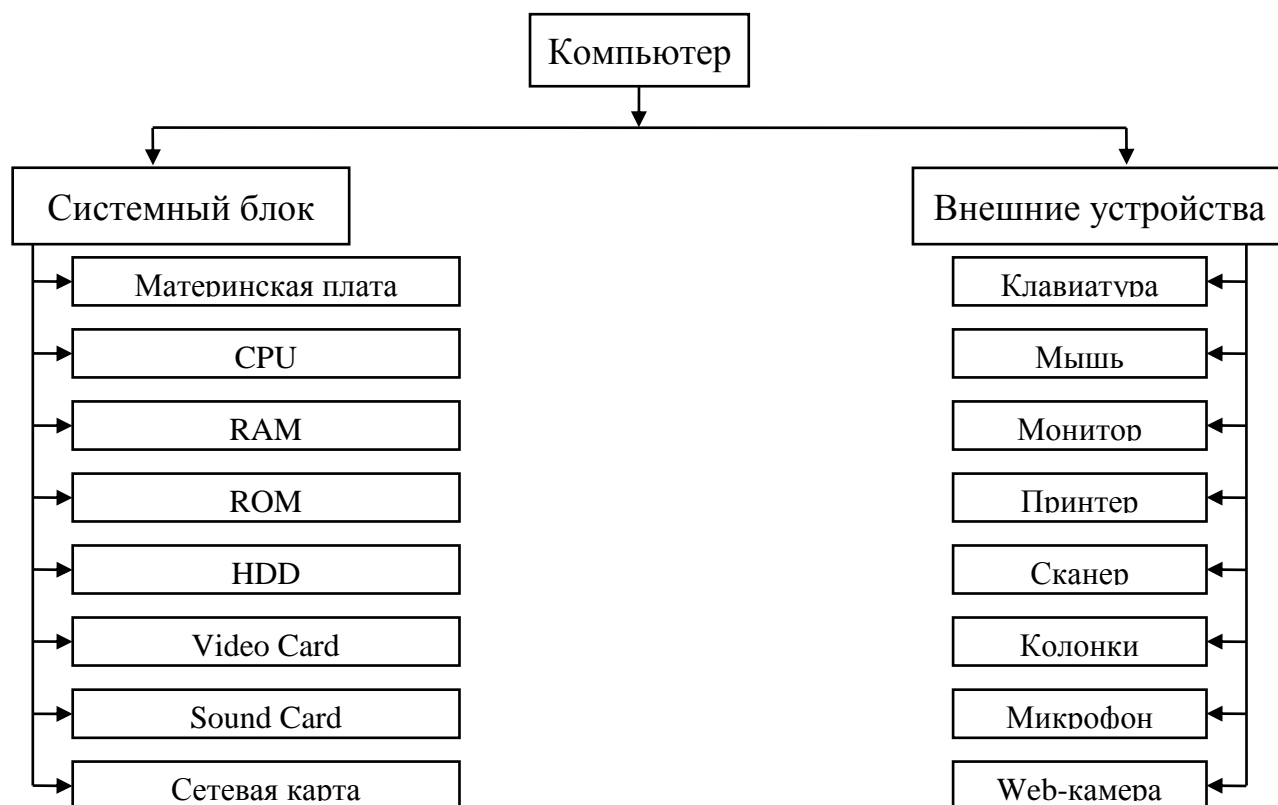 Компьютер
Системный блок
Внешние устройства
Материнская плата
Клавиатура
CPU
Мышь
RAM
Монитор
ROM
Принтер
HDD
Сканер
Video Card
Колонки
Sound Card
Микрофон
Сетевая карта
Web-камера